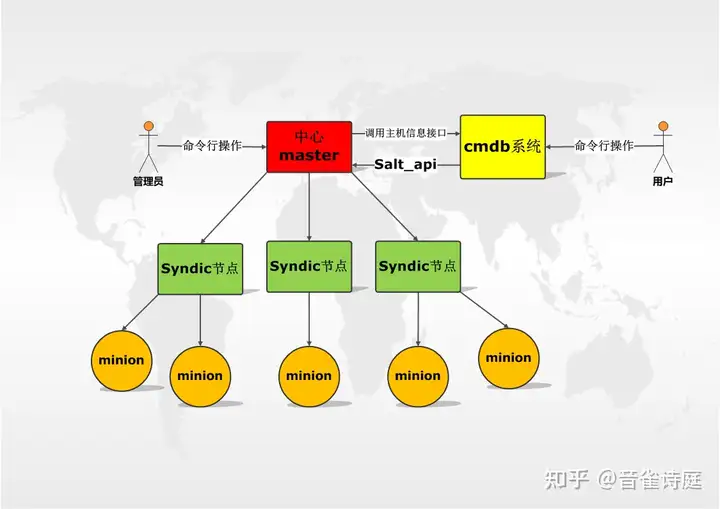 中心
master
调用主机信息接口
cmdb系统
命令行操作
命令行操作
Salt_api
管理员
用户
Syndic节点
Syndic节点
Syndic节点
minion
minion
minion
minion
minion
知乎 @音雀诗庭